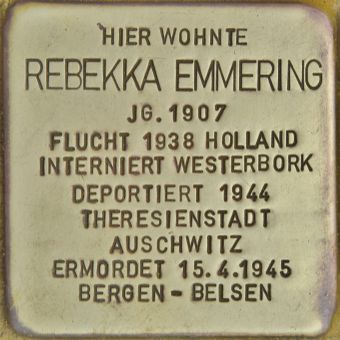 HIER WOHNTE
REBEKKA EMMERING
JG. 1907
FLUCHT 1938 HOLLAND
INTERNIERT WESTERBORK
DEPORTIERT 1944
THERESIENSTADT
AUSCHWITZ
ERMORDET 15.4.1945
BERGEN - BELSEN